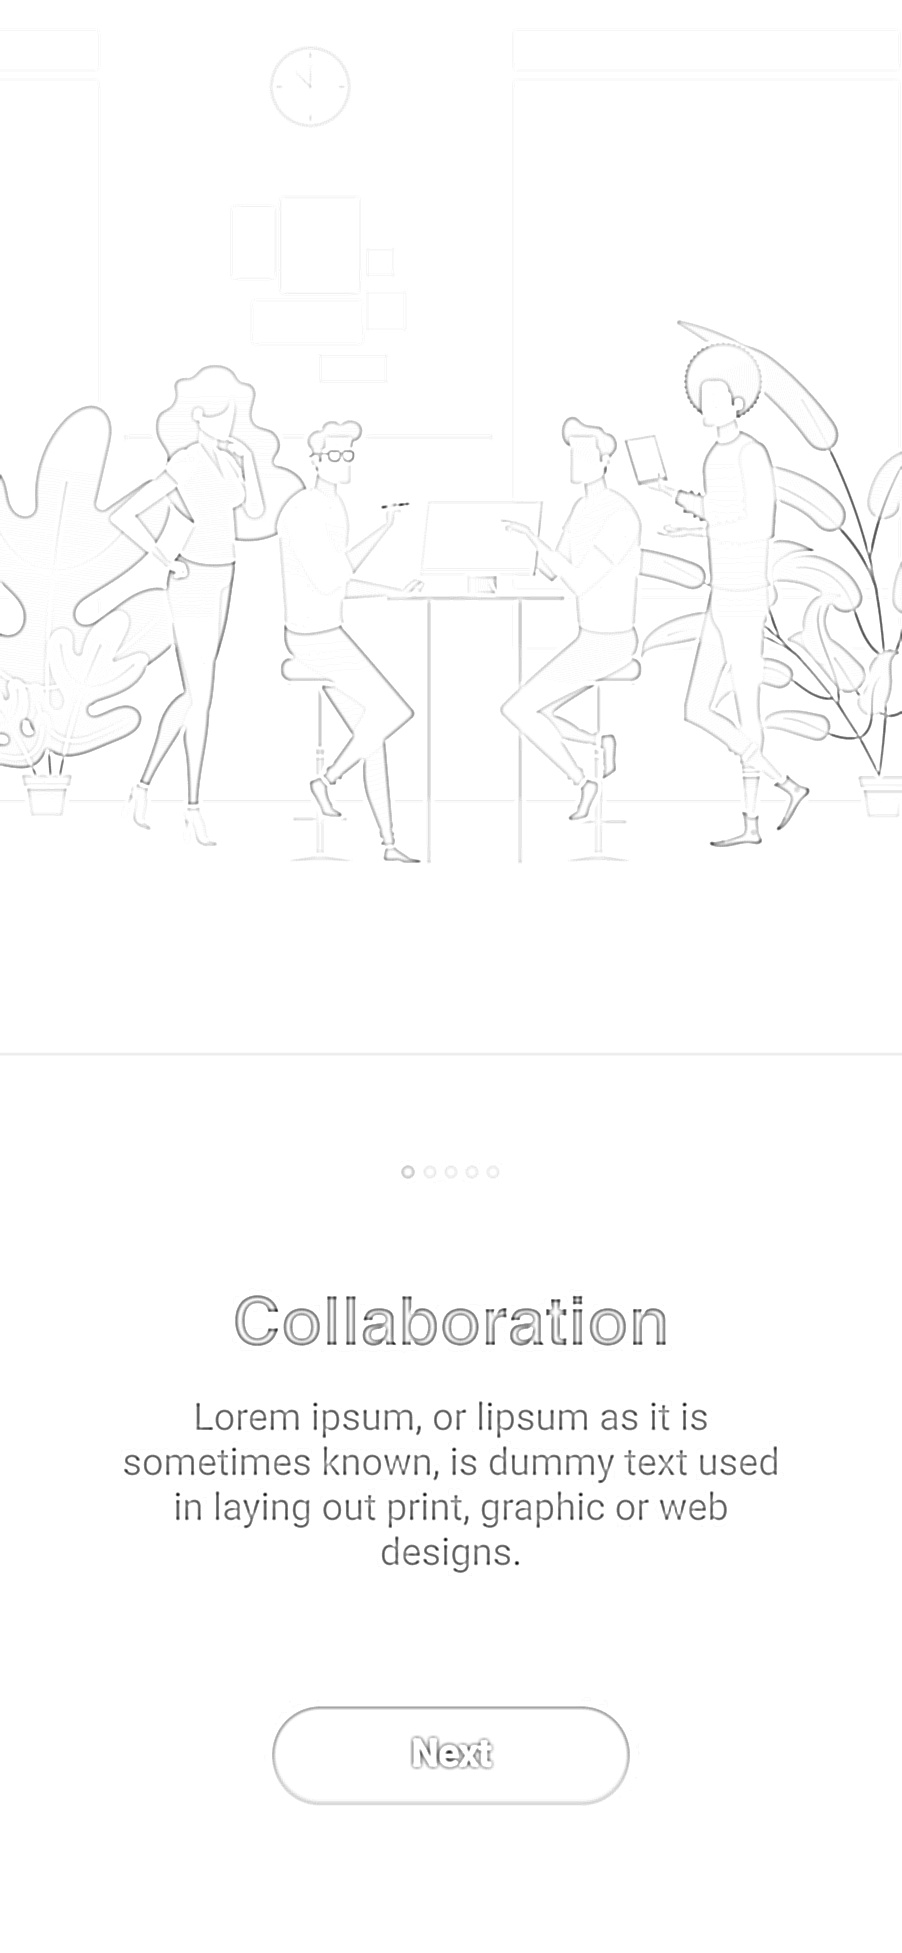 Collaboration
Lorem ipsum, or lipsum as it is
sometimes known, is dummy text used
in laying out print, graphic or web
designs.
Next